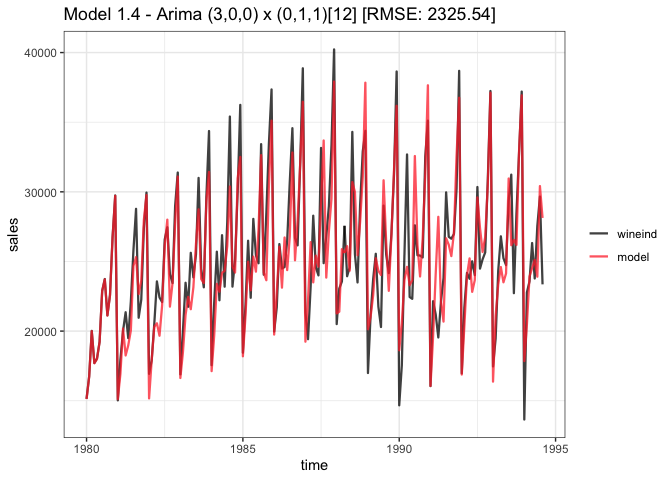 Model 1.4 - Arima (3,0,0) x (0,1,1)[12] [RMSE: 2325.54]
40000
30000
20000
sales
1980
1985
1990
1995
time
wineind
model